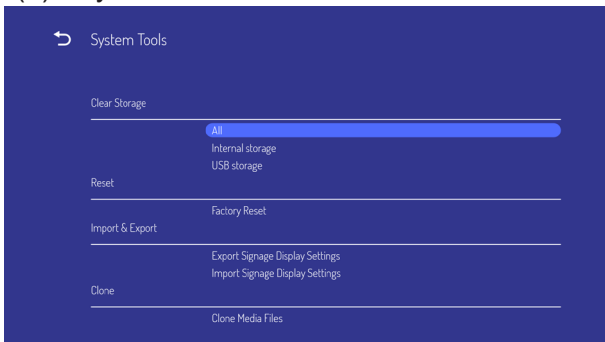 System Tools
Clear Storage
All
Internal storage
USB storage
Reset
Factory Reset
Import & Export
Export Signage Display Settings
Import Signage Display Settings
Clone
Clone Media Files